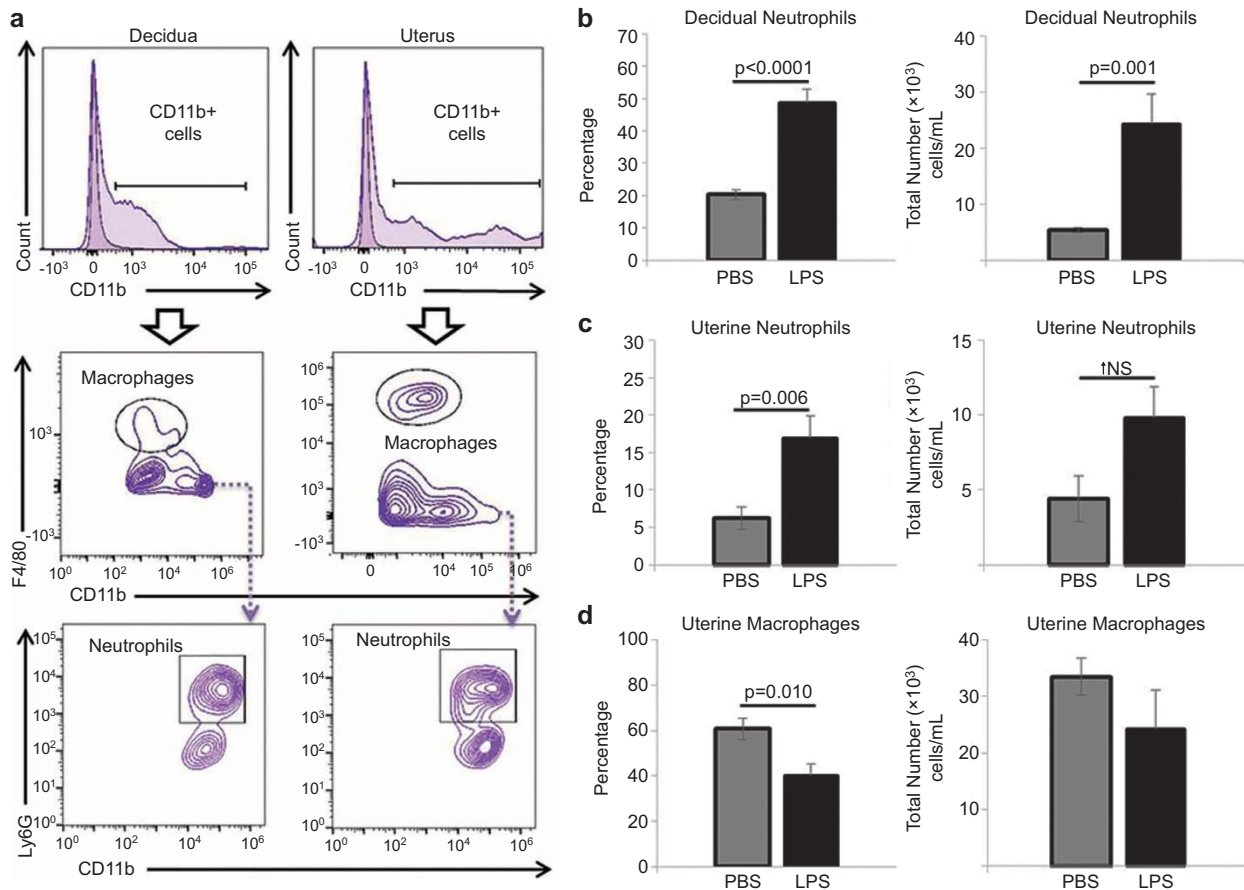 a
Decidua
Uterus
CD11b+
cells
CD11b+
cells
Count
Count
-10³ 0 10³ 10⁴ 10⁵
-10³ 0 10³ 10⁴ 10⁵
CD11b
CD11b
Macrophages
10³
-10³
10⁰ 10² 10⁴ 10⁶
10⁶
10⁵
10⁴
10³
-10³
Macrophages
0 10⁴ 10⁵ 10⁶
F4/80
CD11b
Neutrophils
10⁵
10⁴
10³
10²
10¹
10⁰
10⁰ 10² 10⁴ 10⁶
Neutrophils
10⁵
10⁴
10³
10²
10¹
10⁰
10⁰ 10² 10⁴ 10⁶
Ly6G
CD11b
b
Decidual Neutrophils
Percentage
70
60
50
40
30
20
10
0
p<0.0001
PBS LPS
Decidual Neutrophils
Total Number (×10³)
cells/mL
40
30
20
10
p=0.001
PBS LPS
c
Uterine Neutrophils
Percentage
30
25
20
15
10
5
0
p=0.006
PBS LPS
Uterine Neutrophils
Total Number (×10³)
cells/mL
15
10
5
↑NS
PBS LPS
d
Uterine Macrophages
Percentage
100
80
60
40
20
0
p=0.010
PBS LPS
Uterine Macrophages
Total Number (×10³)
cells/mL
40
30
20
10
PBS LPS